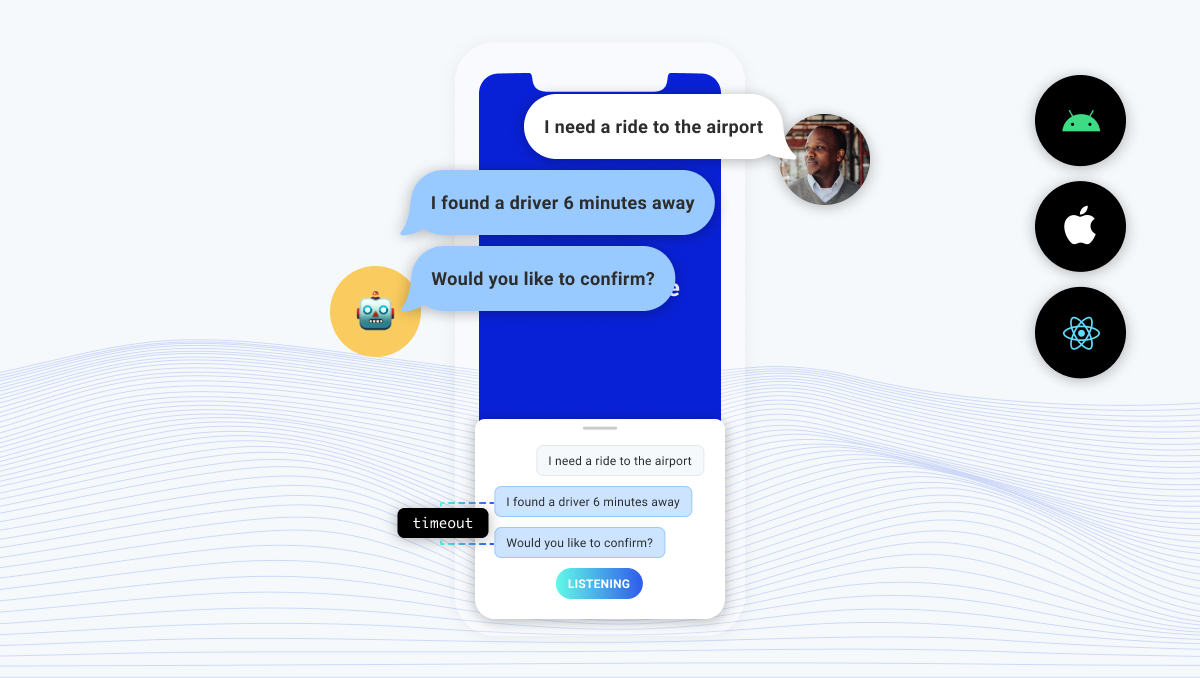 I need a ride to the airport
I found a driver 6 minutes away
Would you like to confirm?
e
I need a ride to the airport
I found a driver 6 minutes away
timeout
Would you like to confirm?
LISTENING